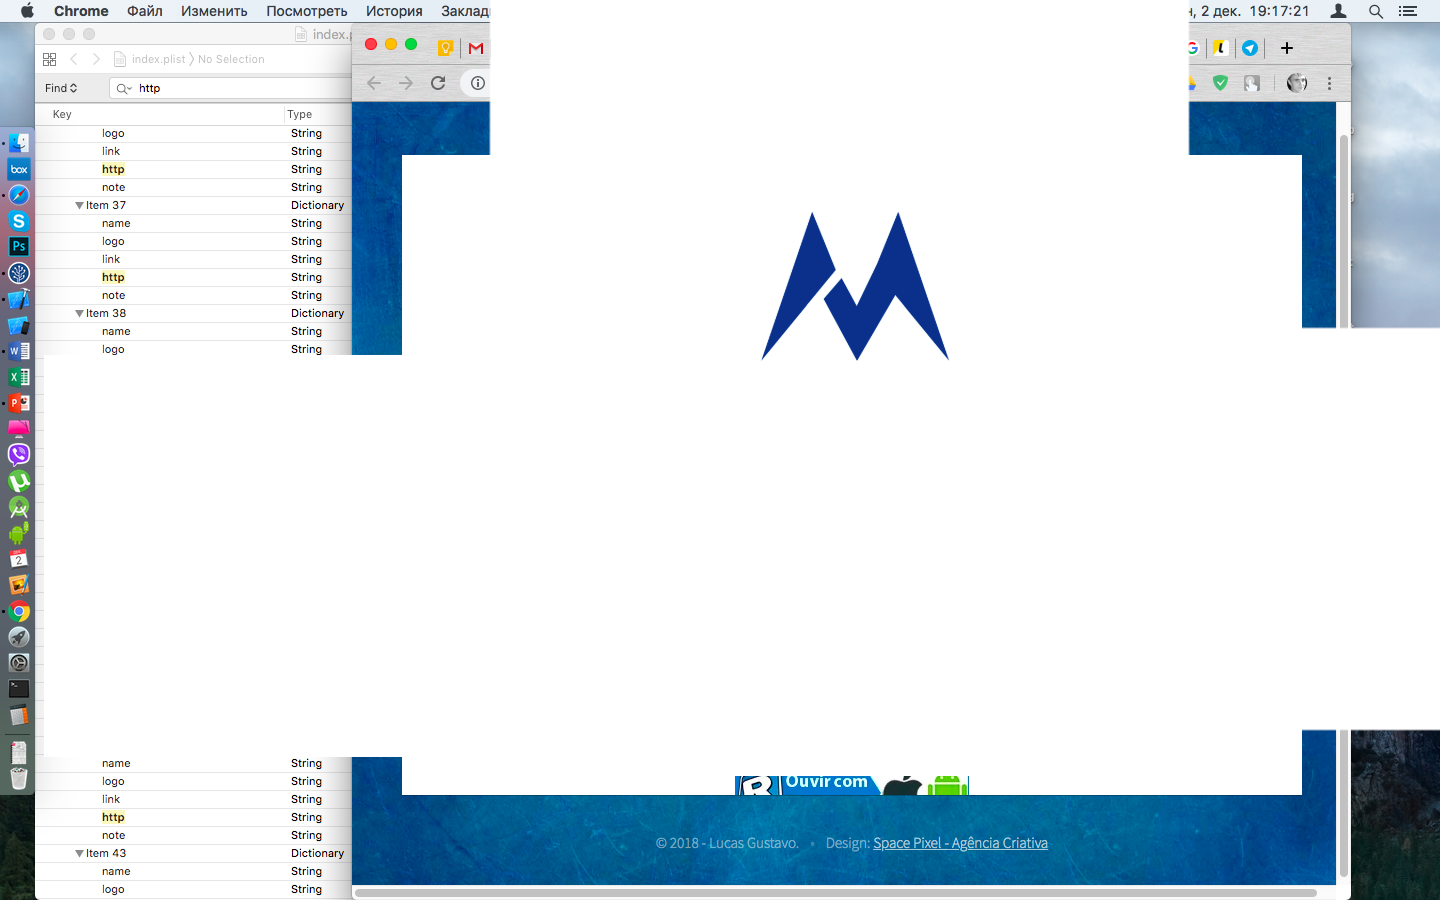 Chrome Файл Изменить Посмотреть История Заклад
2 дек. 19:17:21
index.p
index.plist No Selection
Find http
Key Type
logo String
link String
http String
note String
Item 37 Dictionary
name String
logo String
link String
http String
note String
Item 38 Dictionary
name String
logo String
name String
logo String
link String
http String
note String
Item 43 Dictionary
name String
logo String
box
Ps
2
Ouvir com
© 2018 - Lucas Gustavo. • Design: Space Pixel - Agência Criativa